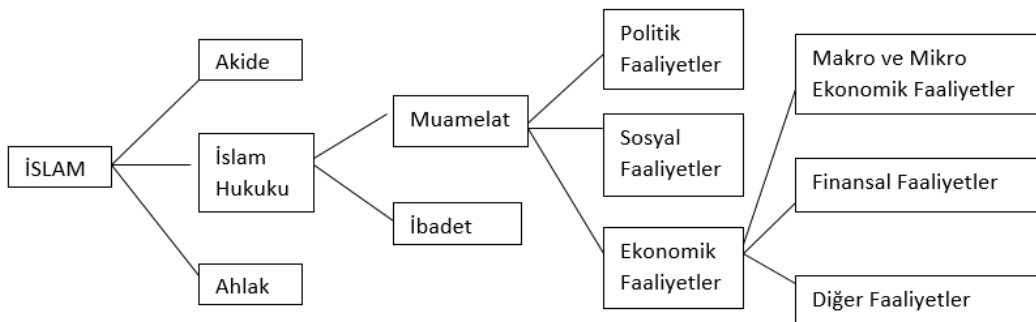 İSLAM
Akide
İslam
Hukuku
Ahlak
Muamelat
İbadet
Politik
Faaliyetler
Sosyal
Faaliyetler
Ekonomik
Faaliyetler
Makro ve Mikro
Ekonomik Faaliyetler
Finansal Faaliyetler
Diğer Faaliyetler